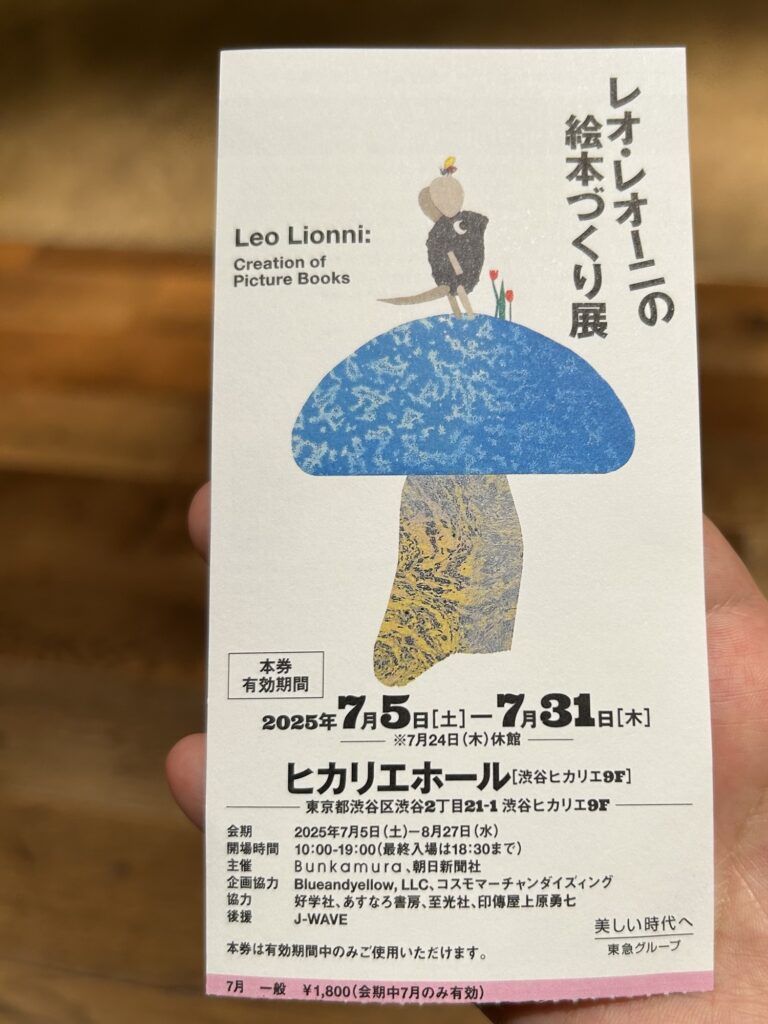 レオ・レオーニの
絵本づくり展
Leo Lionni:
Creation of
Picture Books
本券
有効期間
2025年7月5日[土]ー7月31日[木]
※7月24日(木)休館
ヒカリエホール[渋谷ヒカリエ9F]
東京都渋谷区渋谷2丁目21-1 渋谷ヒカリエ9F
会期 2025年7月5日(土)ー8月27日(水)
開場時間 10:00-19:00(最終入場は18:30まで)
主催 Bunkamura、朝日新聞社
企画協力 Blueandyellow, LLC、コスモマーチャンダイズィング
協力 好学社、あすなろ書房、至光社、印傳屋上原勇七
後援 J-WAVE
美しい時代へ
東急グループ
本券は有効期間中のみご使用いただけます。
7月 一般 ¥1,800(会期中7月のみ有効)